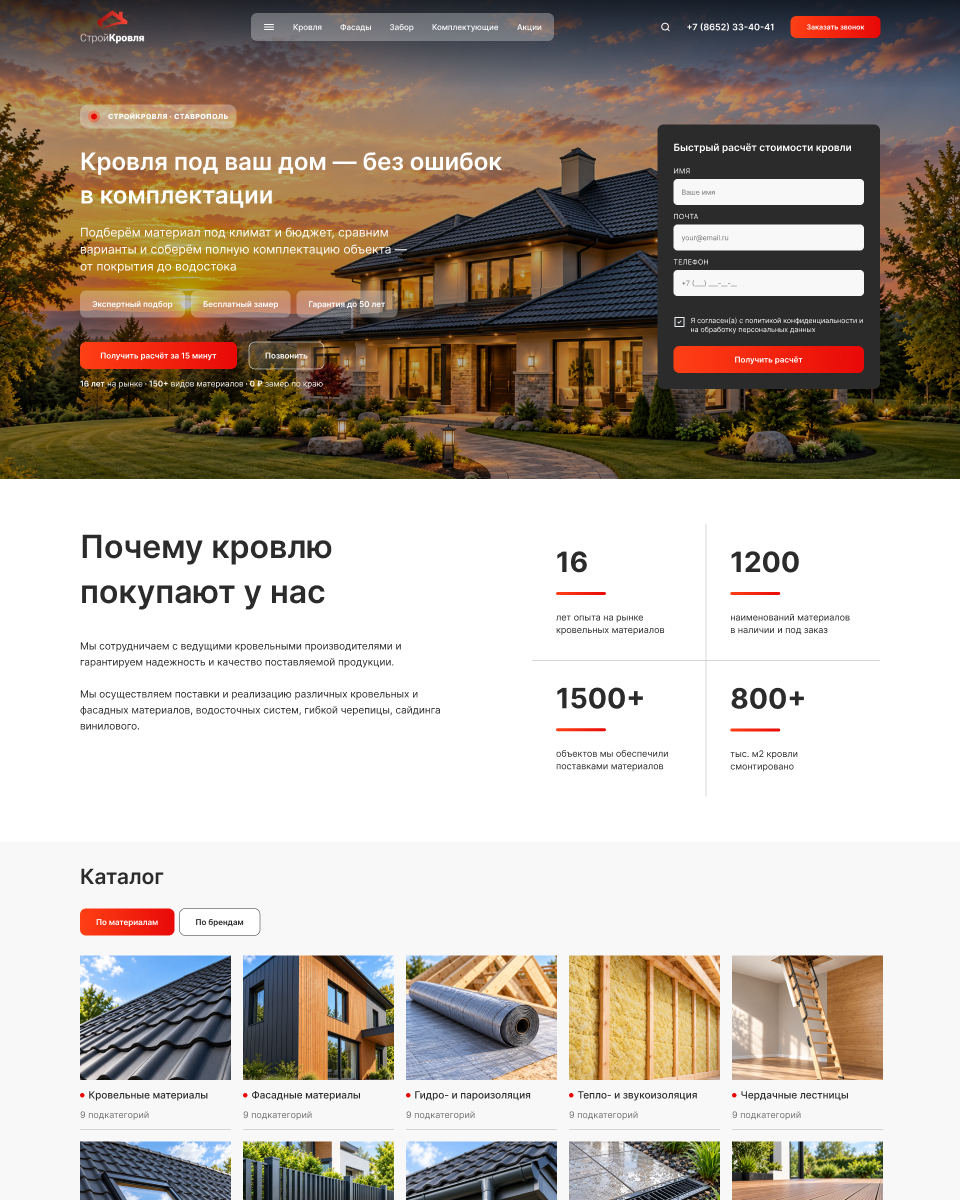 СтройКровля
Кровля
Фасады
Забор
Комплектующие
Акции
+7 (8652) 33-40-41
Заказать звонок
СТРОЙКРОВЛЯ · СТАВРОПОЛЬ
Кровля под ваш дом — без ошибок
в комплектации
Подберём материал под климат и бюджет, сравним
варианты и соберём полную комплектацию объекта —
от покрытия до водостока
Экспертный подбор
Бесплатный замер
Гарантия до 50 лет
Получить расчёт за 15 минут
Позвонить
16 лет на рынке · 150+ видов материалов · 0 ₽ замер по краю
Быстрый расчёт стоимости кровли
ИМЯ
Ваше имя
ПОЧТА
your@email.ru
ТЕЛЕФОН
+7 (__) ___-__-__
Я согласен(а) с политикой конфиденциальности и
на обработку персональных данных
Получить расчёт
Почему кровлю
покупают у нас
Мы сотрудничаем с ведущими кровельными производителями и
гарантируем надежность и качество поставляемой продукции.
Мы осуществляем поставки и реализацию различных кровельных и
фасадных материалов, водосточных систем, гибкой черепицы, сайдинга
винилового.
16
лет опыта на рынке
кровельных материалов
1200
наименований материалов
в наличии и под заказ
1500+
объектов мы обеспечили
поставками материалов
800+
тыс. м2 кровли
смонтировано
Каталог
По материалам
По брендам
Кровельные материалы
9 подкатегорий
Фасадные материалы
9 подкатегорий
Гидро- и пароизоляция
9 подкатегорий
Тепло- и звукоизоляция
9 подкатегорий
Чердачные лестницы
9 подкатегорий